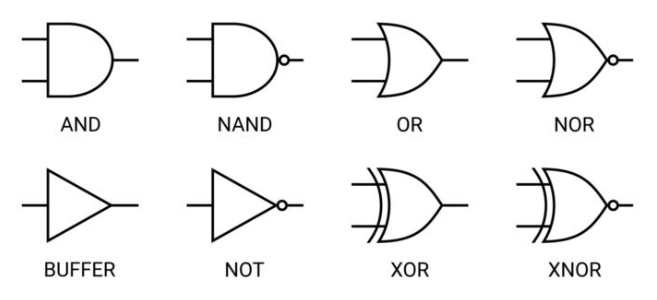 AND NAND OR NOR
BUFFER NOT XOR XNOR